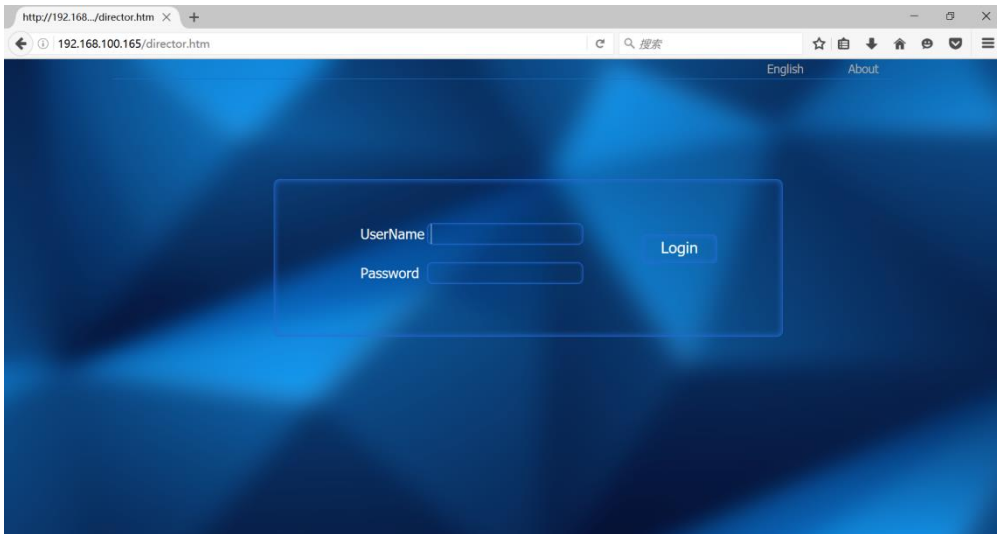 http://192.168.../director.htm
192.168.100.165/director.htm
搜索
English About
UserName
Login
Password